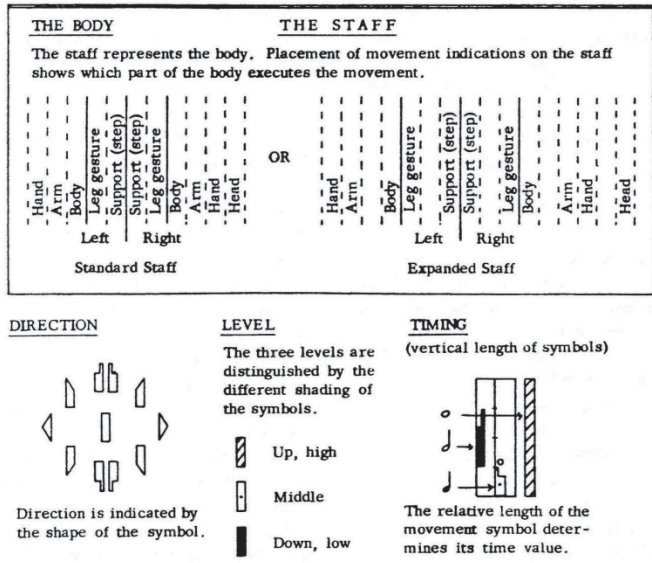 THE BODY THE STAFF
The staff represents the body. Placement of movement indications on the staff
shows which part of the body executes the movement.
Hand
Arm
Body
Leg gesture
Support (step)
Support (step)
Leg gesture
Body
Arm
Hand
Head
Left Right
Standard Staff
OR
Hand
Arm
Body
Leg gesture
Support (step)
Support (step)
Leg gesture
Body
Arm
Hand
Head
Left Right
Expanded Staff
DIRECTION
Direction is indicated by
the shape of the symbol.
LEVEL
The three levels are
distinguished by the
different shading of
the symbols.
Up, high
Middle
Down, low
TIMING
(vertical length of symbols)
The relative length of the
movement symbol deter-
mines its time value.